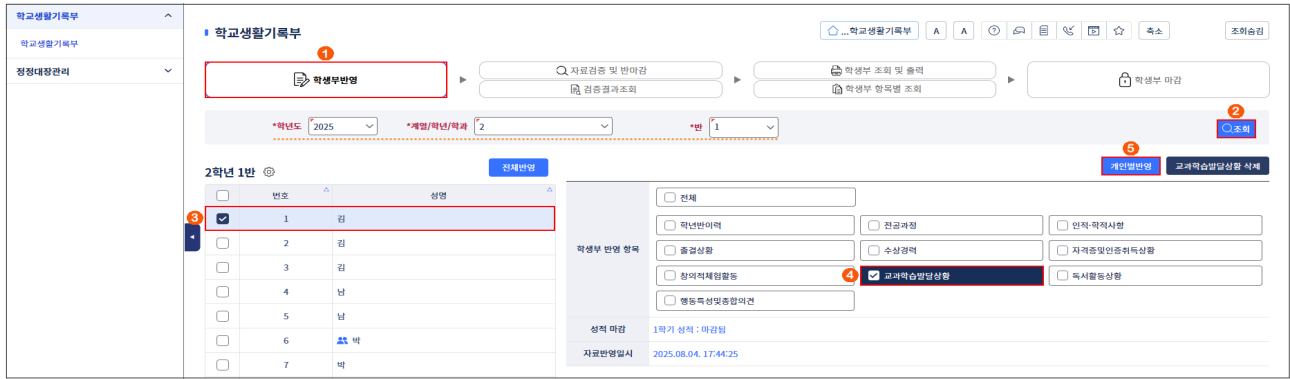 학교생활기록부
학교생활기록부
정정대장관리
학교생활기록부
...학교생활기록부 A A 축소 조회숨김
1
학생부반영
자료검증 및 반마감
검증결과조회
학생부 조회 및 출력
학생부 항목별 조회
학생부 마감
*학년도 2025 *계열/학년/학과 2 *반 1
2
조회
2학년 1반
전체반영
5
개인별반영 교과학습발달상황 삭제
번호 성명
3
1 김
2 김
3 김
4 남
5 남
6 박
7 박
학생부 반영 항목
전체
학년반이력 전공과정 인적·학적사항
출결상황 수상경력 자격증및인증취득상황
창의적체험활동 4 교과학습발달상황 독서활동상황
행동특성및종합의견
성적 마감 1학기 성적 : 마감됨
자료반영일시 2025.08.04. 17:44:25